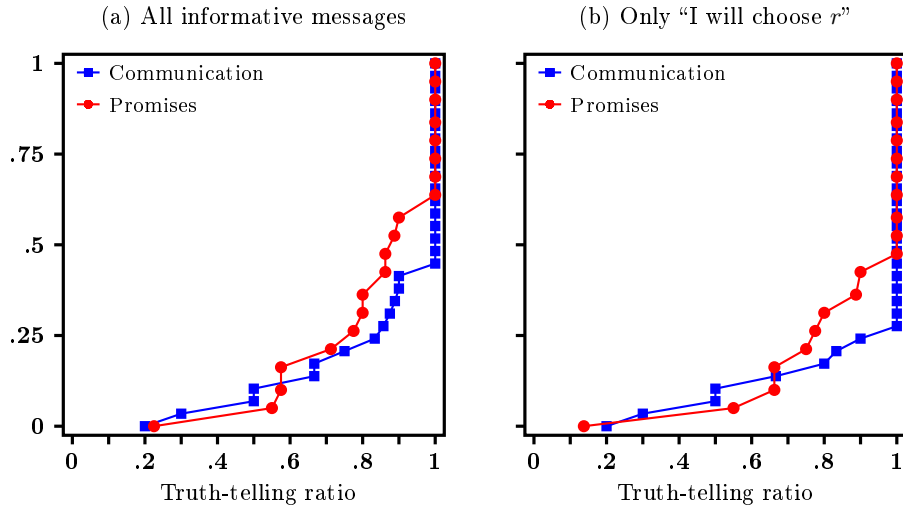 (a) All informative messages
Communication
Promises
1
.75
.5
.25
0
0 .2 .4 .6 .8 1
Truth-telling ratio
(b) Only “I will choose r”
Communication
Promises
0 .2 .4 .6 .8 1
Truth-telling ratio